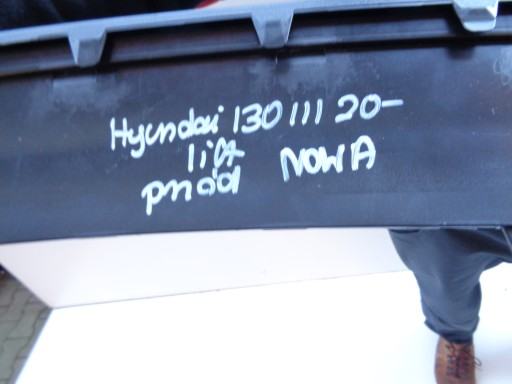 Hyundai I30 III 20-
lift
przód NOWA